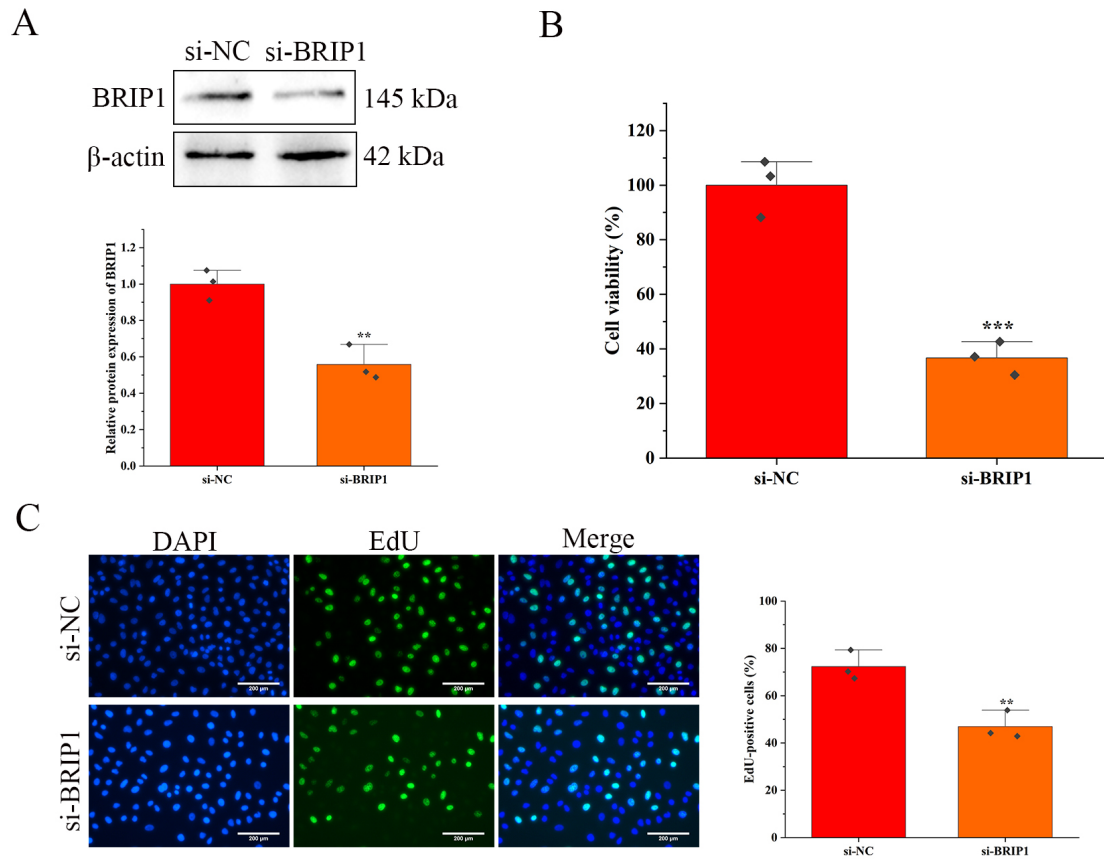 A
si-NC si-BRIP1
BRIP1 145 kDa
β-actin 42 kDa
Relative protein expression of BRIP1
1.2
1.0
0.8
0.6
0.4
0.2
0.0
**
si-NC si-BRIP1
B
Cell viability (%)
120
100
80
60
40
20
0
***
si-NC si-BRIP1
C
DAPI EdU Merge
si-NC
200 μm 200 μm 200 μm
si-BRIP1
200 μm 200 μm 200 μm
EdU-positive cells (%)
100
80
60
40
20
0
**
si-NC si-BRIP1